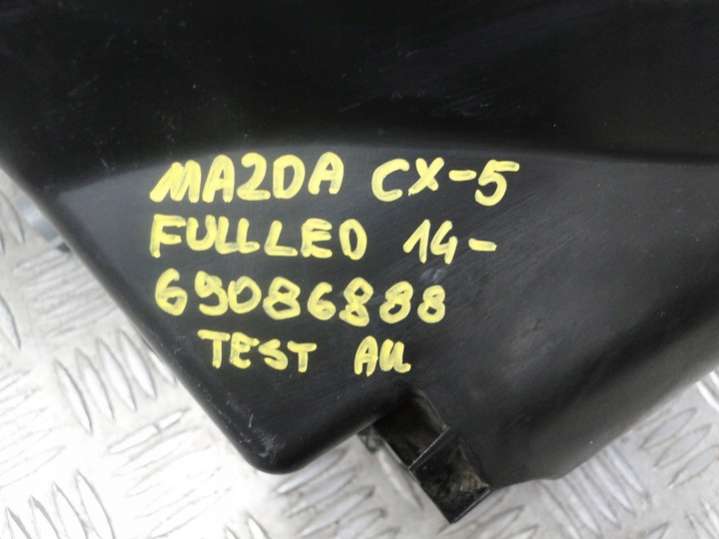 MAZDA CX-5
FULLLED 14-
69086888
TEST AU